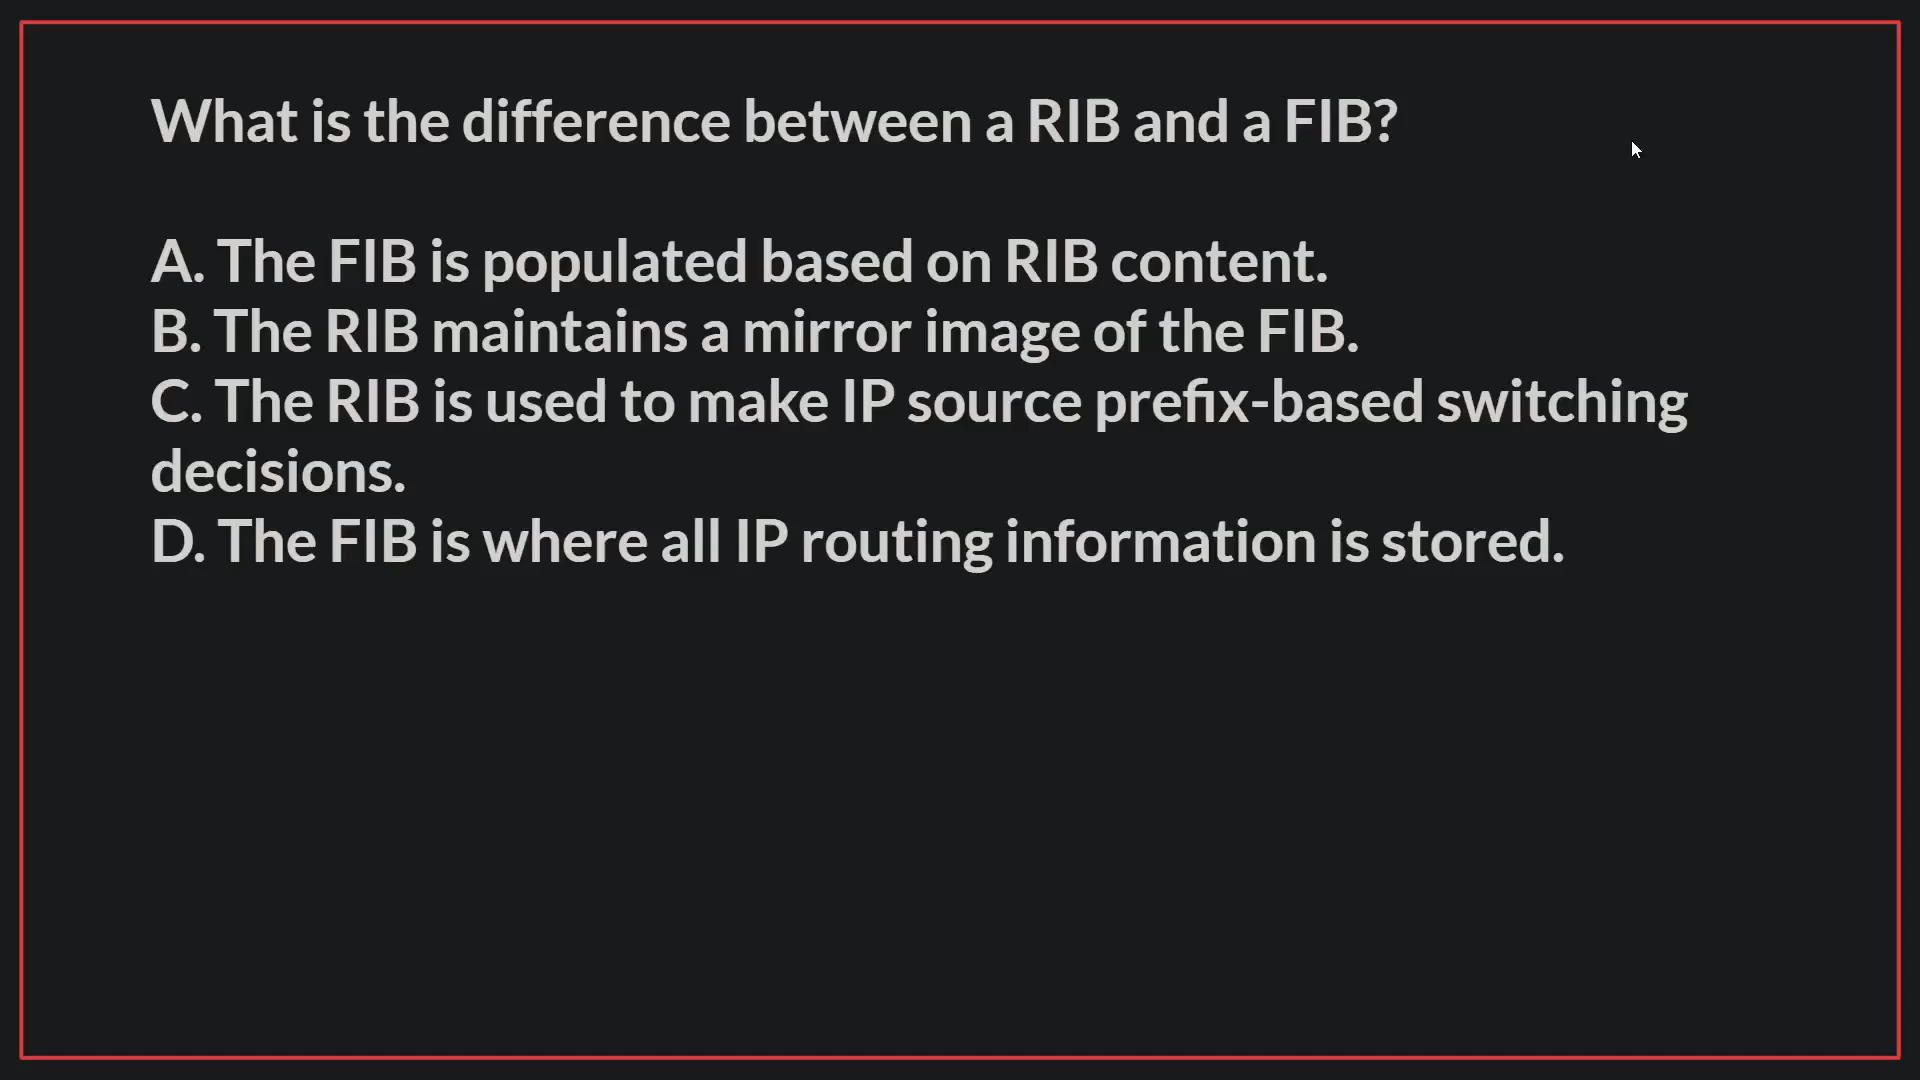 What is the difference between a RIB and a FIB?
A. The FIB is populated based on RIB content.
B. The RIB maintains a mirror image of the FIB.
C. The RIB is used to make IP source prefix-based switching
decisions.
D. The FIB is where all IP routing information is stored.